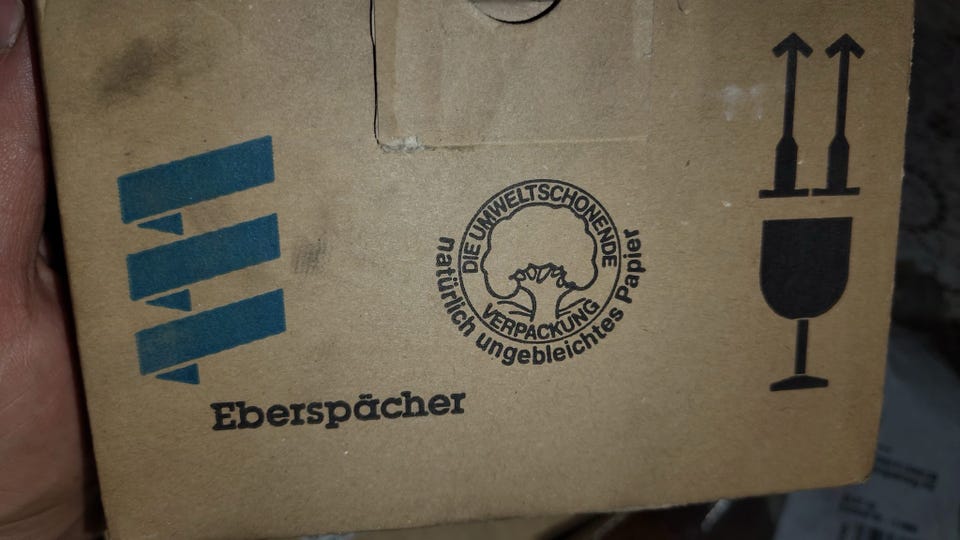 DIE UMWELTSCHONENDE
VERPACKUNG
natürlich ungebleichtes Papier
Eberspächer